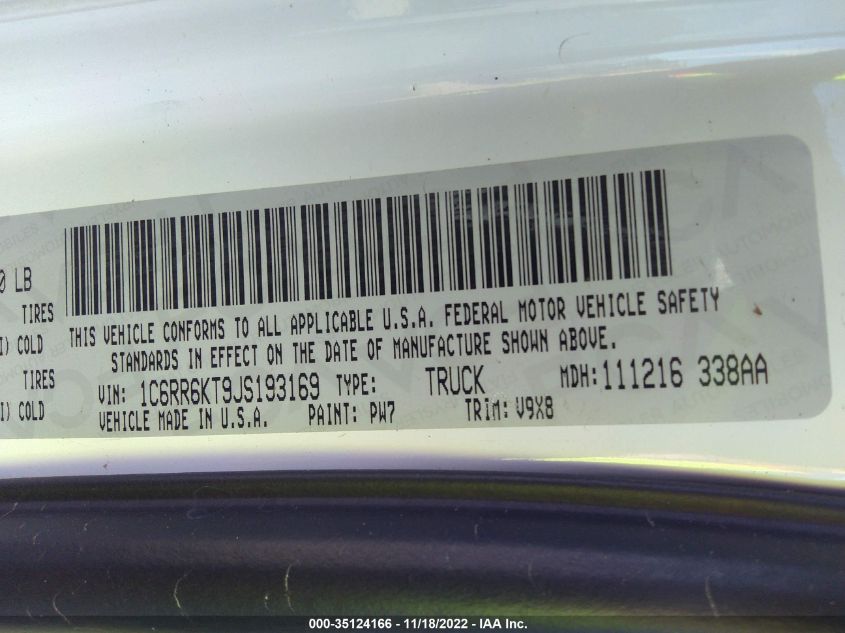 0 LB
TIRES
I) COLD
TIRES
I) COLD
THIS VEHICLE CONFORMS TO ALL APPLICABLE U.S.A. FEDERAL MOTOR VEHICLE SAFETY
STANDARDS IN EFFECT ON THE DATE OF MANUFACTURE SHOWN ABOVE.
VIN: 1C6RR6KT9JS193169 TYPE: TRUCK MDH: 111216 338AA
VEHICLE MADE IN U.S.A. PAINT: PW7 TRiM: V9X8
000-35124166 - 11/18/2022 - IAA Inc.